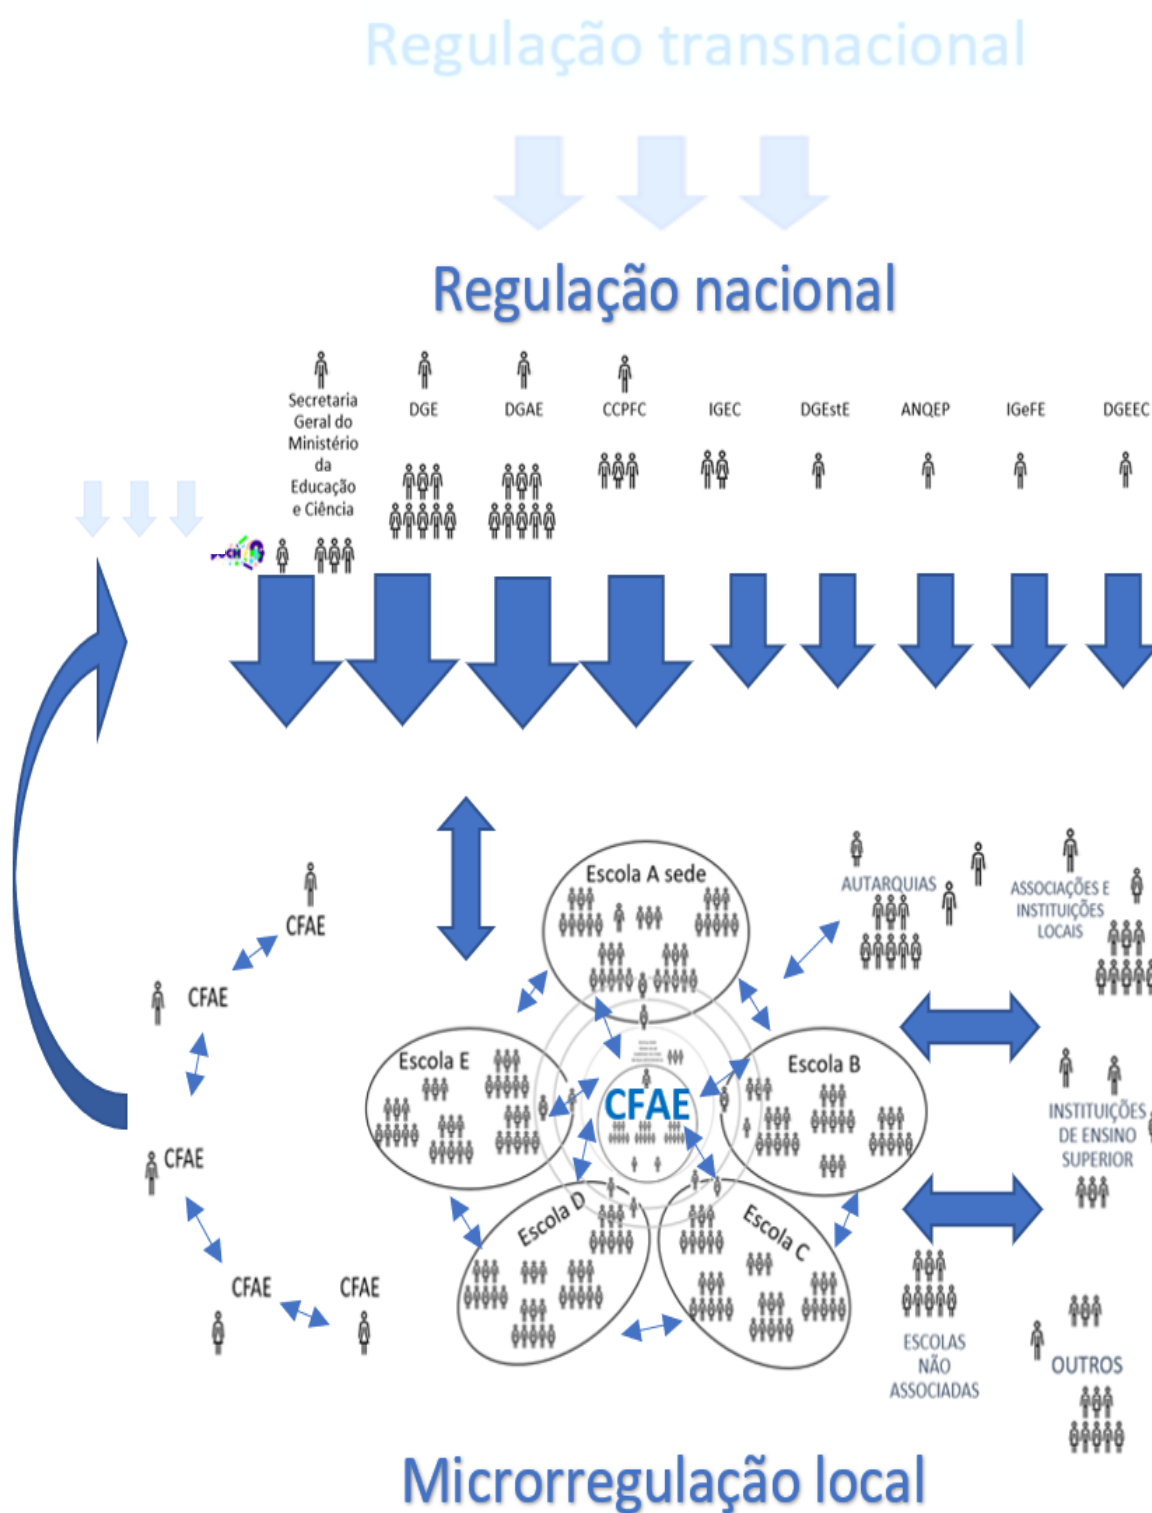 Regulação transnacional
Regulação nacional
Secretaria
Geral do
Ministério
da
Educação
e Ciência
DGE
DGAE
CCPFC
IGEC
DGEstE
ANQEP
IGeFE
DGEEC
CFAE
CFAE
CFAE
CFAE
CFAE
Escola A sede
Escola E
Escola B
CFAE
Escola D
Escola C
AUTARQUIAS
ASSOCIAÇÕES E
INSTITUIÇÕES
LOCAIS
INSTITUIÇÕES
DE ENSINO
SUPERIOR
ESCOLAS
NÃO
ASSOCIADAS
OUTROS
Microrregulação local